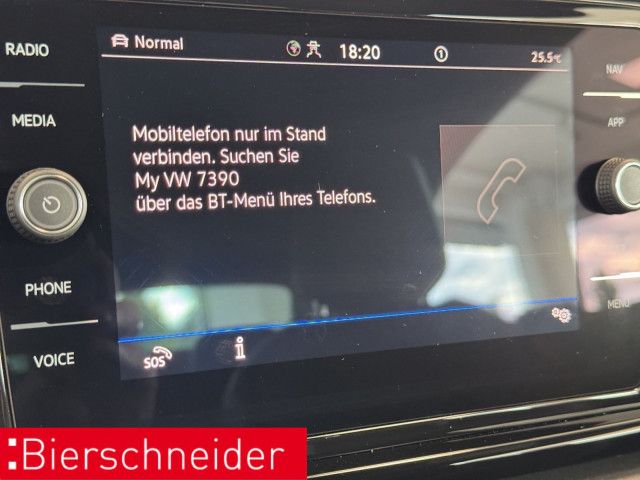 RADIO
MEDIA
PHONE
VOICE
Normal
18:20
1
25.5°C
Mobiltelefon nur im Stand
verbinden. Suchen Sie
My VW 7390
über das BT-Menü Ihres Telefons.
SOS
i
NAV
APP
MENU
Bierschneider